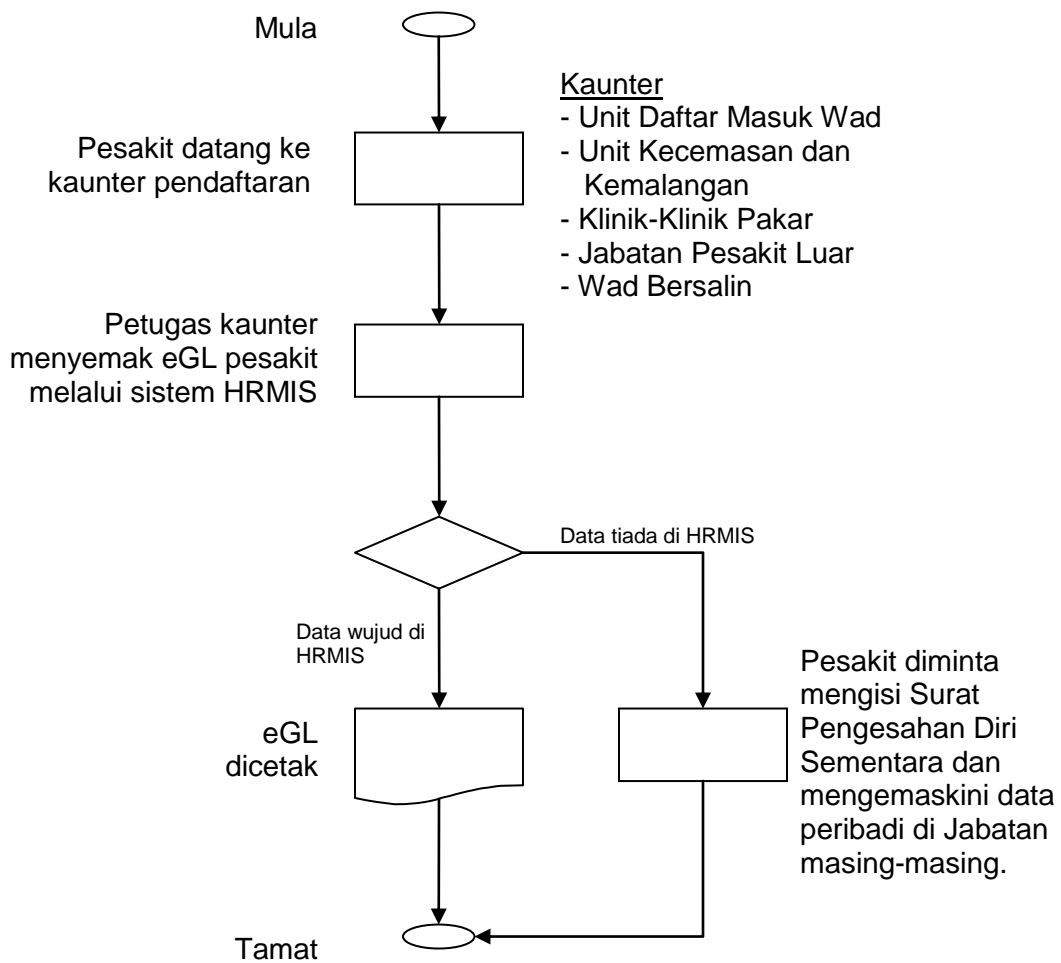 Mula
Pesakit datang ke
kaunter pendaftaran
Kaunter
- Unit Daftar Masuk Wad
- Unit Kecemasan dan
Kemalangan
- Klinik-Klinik Pakar
- Jabatan Pesakit Luar
- Wad Bersalin
Petugas kaunter
menyemak eGL pesakit
melalui sistem HRMIS
Data tiada di HRMIS
Data wujud di
HRMIS
eGL
dicetak
Pesakit diminta
mengisi Surat
Pengesahan Diri
Sementara dan
mengemaskini data
peribadi di Jabatan
masing-masing.
Tamat